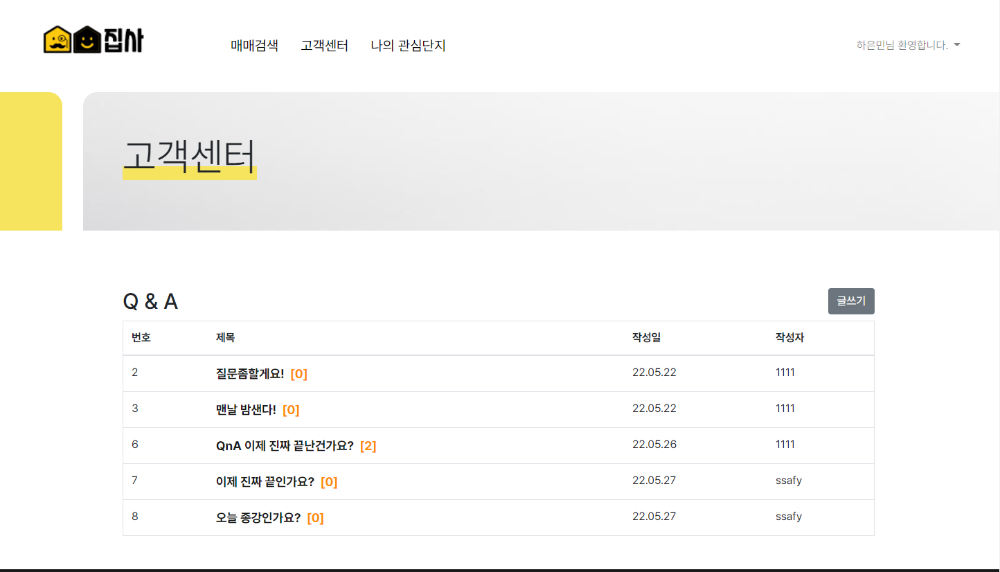 집사
매매검색 고객센터 나의 관심단지 하은민님 환영합니다.
고객센터
Q & A 글쓰기
번호 제목 작성일 작성자
2 질문좀할게요! [0] 22.05.22 1111
3 맨날 밤샌다! [0] 22.05.22 1111
6 QnA 이제 진짜 끝난건가요? [2] 22.05.26 1111
7 이제 진짜 끝인가요? [0] 22.05.27 ssafy
8 오늘 종강인가요? [0] 22.05.27 ssafy